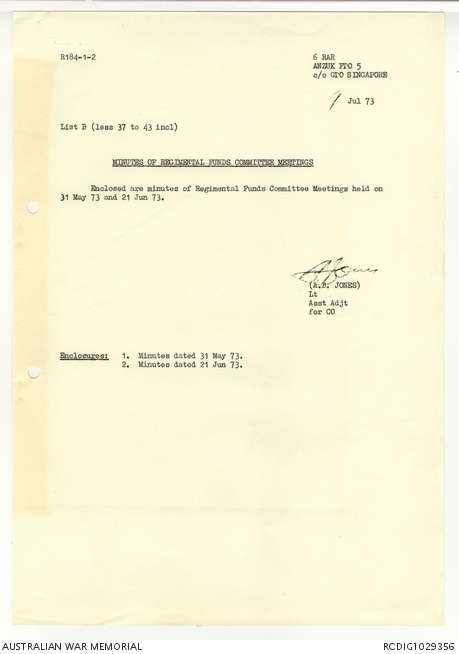 R184-1-2
6 RAR
ANZUK FPO 5
c/o GPO SINGAPORE
Jul 73
List B (less 37 to 43 incl)
MINUTES OF REGIMENTAL FUNDS COMMITTEE MEETINGS
Enclosed are minutes of Regimental Funds Committee Meetings held on
31 May 73 and 21 Jun 73.
(A.B. JONES)
Lt
Asst Adjt
for CO
Enclosures: 1. Minutes dated 31 May 73.
2. Minutes dated 21 Jun 73.
AUSTRALIAN WAR MEMORIAL
RCDIG1029356